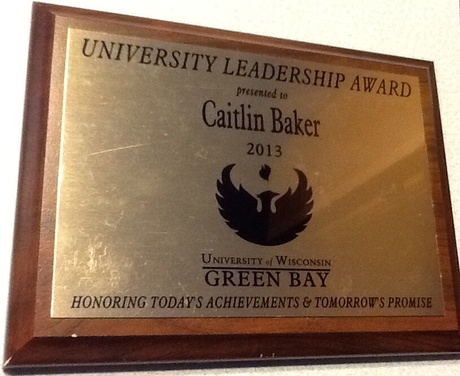 UNIVERSITY LEADERSHIP AWARD
presented to
Caitlin Baker
2013
UNIVERSITY of WISCONSIN
GREEN BAY
HONORING TODAY'S ACHIEVEMENTS & TOMORROW'S PROMISE